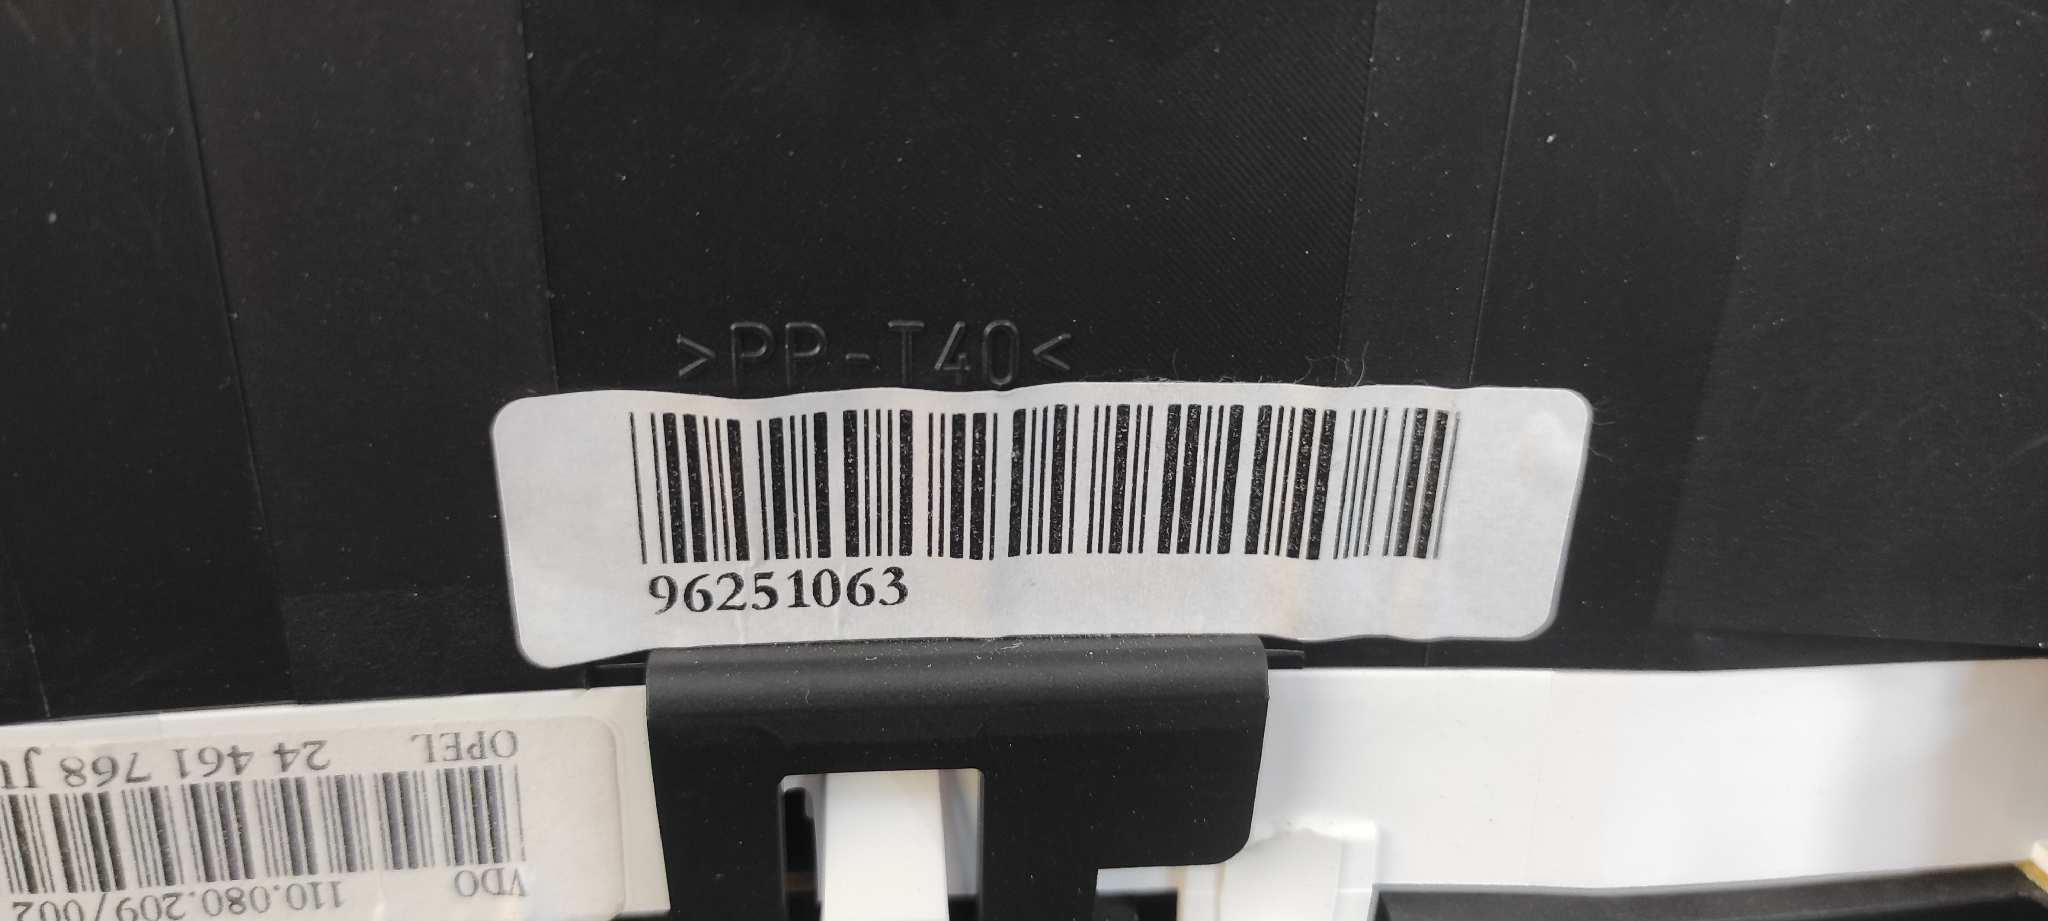 >PP-T40<
96251063
OPEL 24 461 768
VDO 110.080.209/002